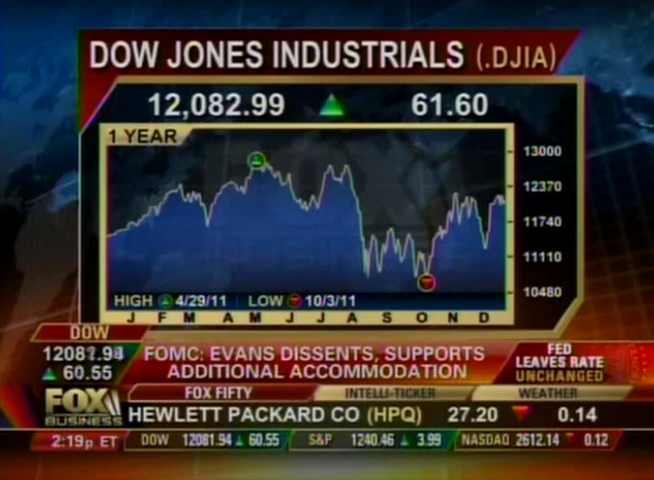 DOW JONES INDUSTRIALS (.DJIA)
12,082.99 61.60
1 YEAR
13000
12370
11740
11110
10480
HIGH 4/29/11 LOW 10/3/11
J F M A M J J A S O N D
DOW
60.55
FOMC: EVANS DISSENTS, SUPPORTS
ADDITIONAL ACCOMMODATION
FED
LEAVES RATE
UNCHANGED
FOX
BUSINESS
FOX FIFTY INTELLI-TICKER WEATHER
HEWLETT PACKARD CO (HPQ) 27.20 0.14
2:19p ET DOW 12081.94 60.55 S&P 1240.46 3.99 NASDAQ 2612.14 0.12